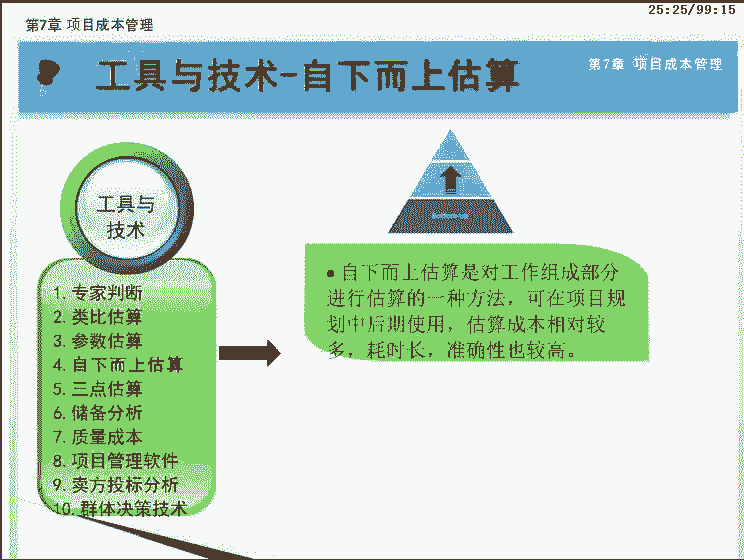 25:25/99:15
第7章 项目成本管理
工具与技术-自下而上估算
第7章 项目成本管理
工具与
技术
1. 专家判断
2. 类比估算
3. 参数估算
4. 自下而上估算
5. 三点估算
6. 储备分析
7. 质量成本
8. 项目管理软件
9. 卖方投标分析
10. 群体决策技术
• 自下而上估算是对工作组成部分
进行估算的一种方法，可在项目规
划中后期使用，估算成本相对较
多，耗时长，准确性也较高。